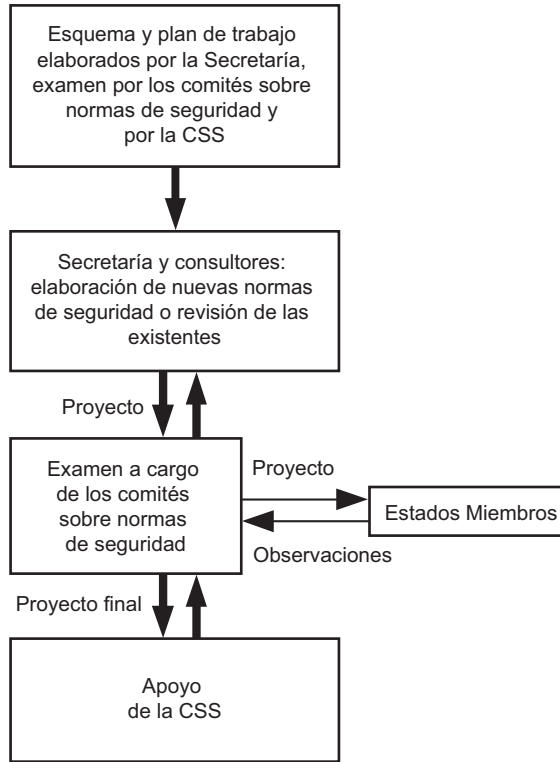 Esquema y plan de trabajo
elaborados por la Secretaría,
examen por los comités sobre
normas de seguridad y
por la CSS
Secretaría y consultores:
elaboración de nuevas normas
de seguridad o revisión de las
existentes
Proyecto
Examen a cargo
de los comités
sobre normas
de seguridad
Proyecto
Estados Miembros
Observaciones
Proyecto final
Apoyo
de la CSS